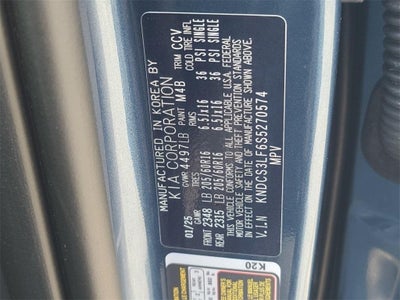 MANUFACTURED IN KOREA BY
KIA CORPORATION
01/25 GVWR 4497LB PAINT M4B TRIM CCV
GAWR TIRES RIMS COLD TIRE INFL
FRONT 2348 LB 205/60R16 6.5Jx16 36 PSI SINGLE
REAR 2315 LB 205/60R16 6.5Jx16 36 PSI SINGLE
THIS VEHICLE CONFORMS TO ALL APPLICABLE U.S.A. FEDERAL
MOTOR VEHICLE SAFETY AND THEFT PREVENTION STANDARDS
IN EFFECT ON THE DATE OF MANUFACTURE SHOWN ABOVE.
V.I.N KNDCS3LF6S5270574
MPV
K20